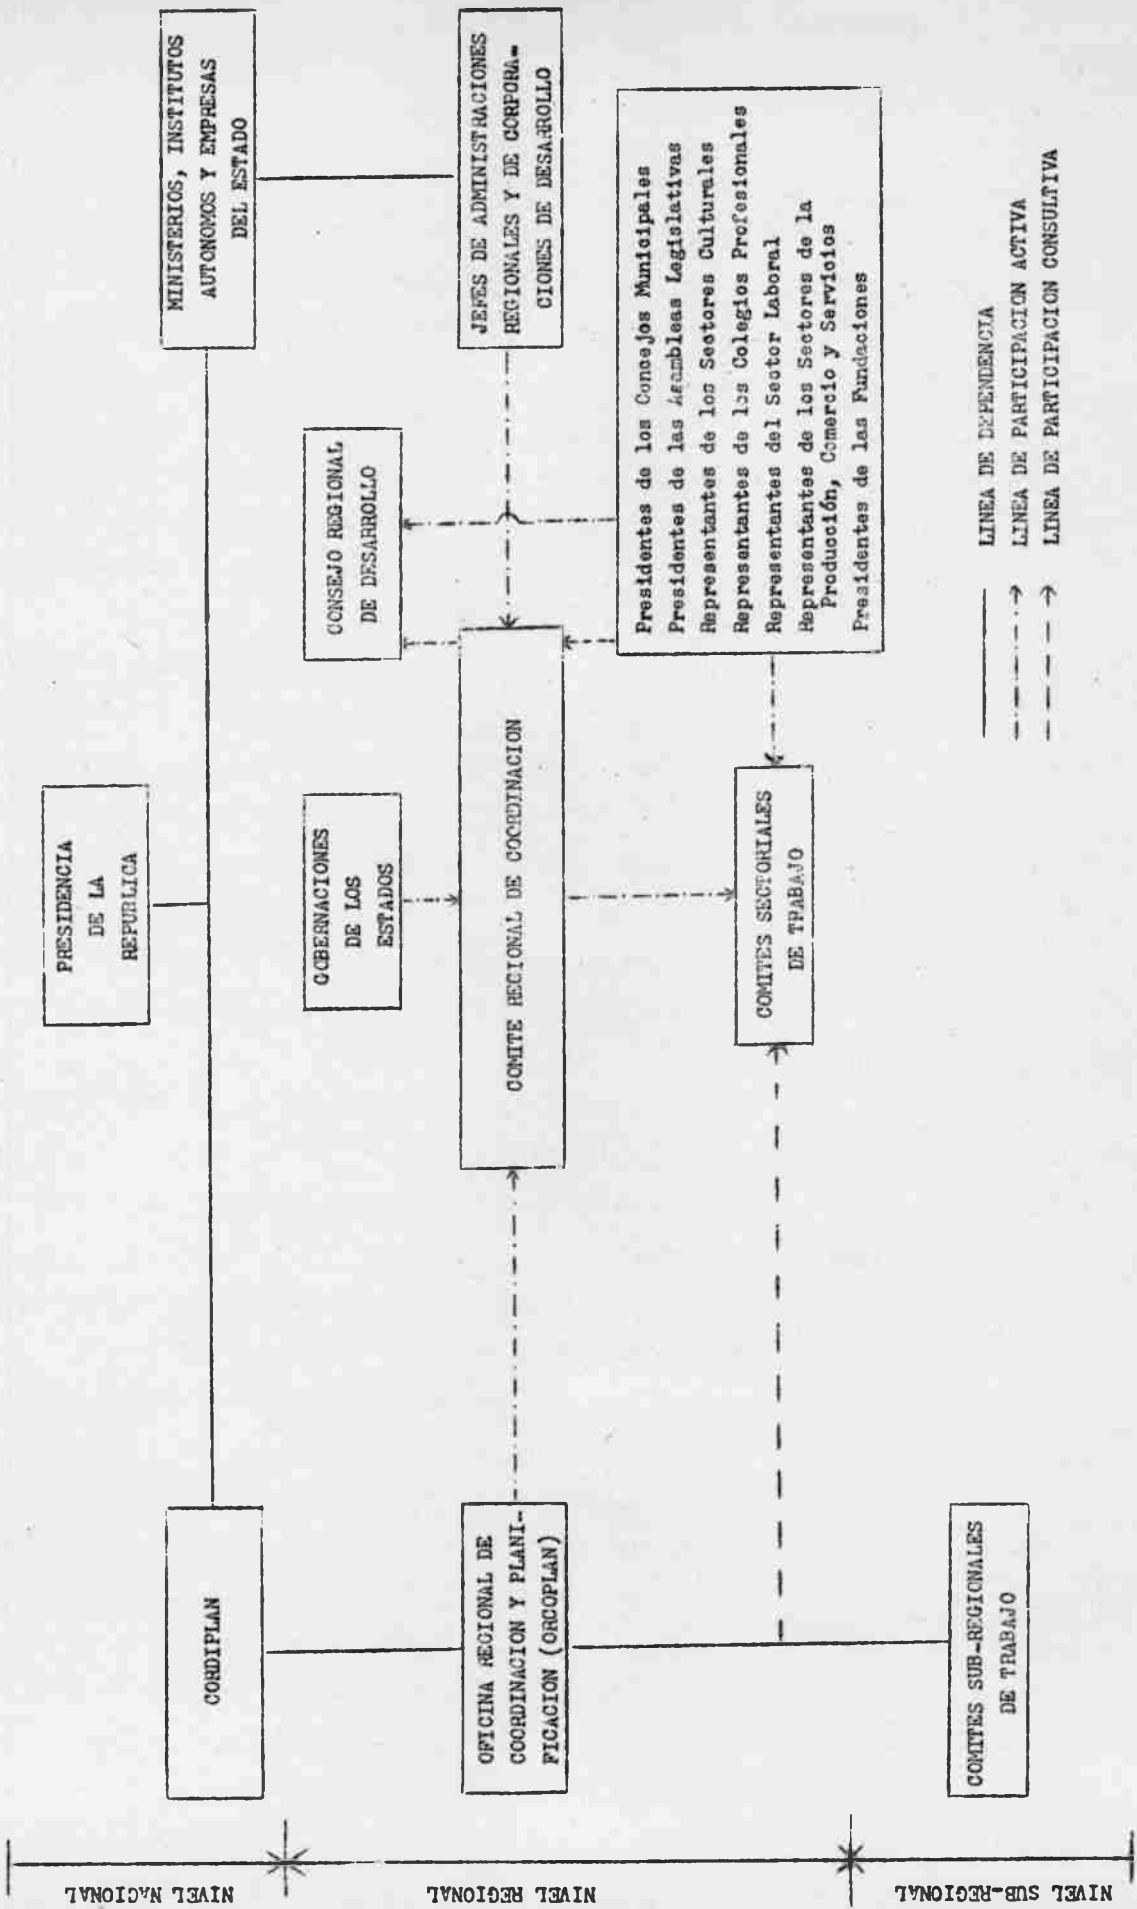 PRESIDENCIA
DE LA
REPUBLICA
CORDIPLAN
MINISTERIOS, INSTITUTOS
AUTONOMOS Y EMPRESAS
DEL ESTADO
GOBERNACIONES
DE LOS
ESTADOS
CONSEJO REGIONAL
DE DESARROLLO
OFICINA REGIONAL DE
COORDINACION Y PLANI-
FICACION (ORCOPLAN)
COMITE REGIONAL DE COORDINACION
JEFES DE ADMINISTRACIONES
REGIONALES Y DE CORPORA-
CIONES DE DESARROLLO
Presidentes de los Concejos Municipales
Presidentes de las Asambleas Legislativas
Representantes de los Sectores Culturales
Representantes de los Colegios Profesionales
Representantes del Sector Laboral
Representantes de los Sectores de la
Producción, Comercio y Servicios
Presidentes de las Fundaciones
COMITES SECTORIALES
DE TRABAJO
COMITES SUB-REGIONALES
DE TRABAJO
LINEA DE DEPENDENCIA
LINEA DE PARTICIPACION ACTIVA
LINEA DE PARTICIPACION CONSULTIVA
NIVEL NACIONAL
NIVEL REGIONAL
NIVEL SUB-REGIONAL